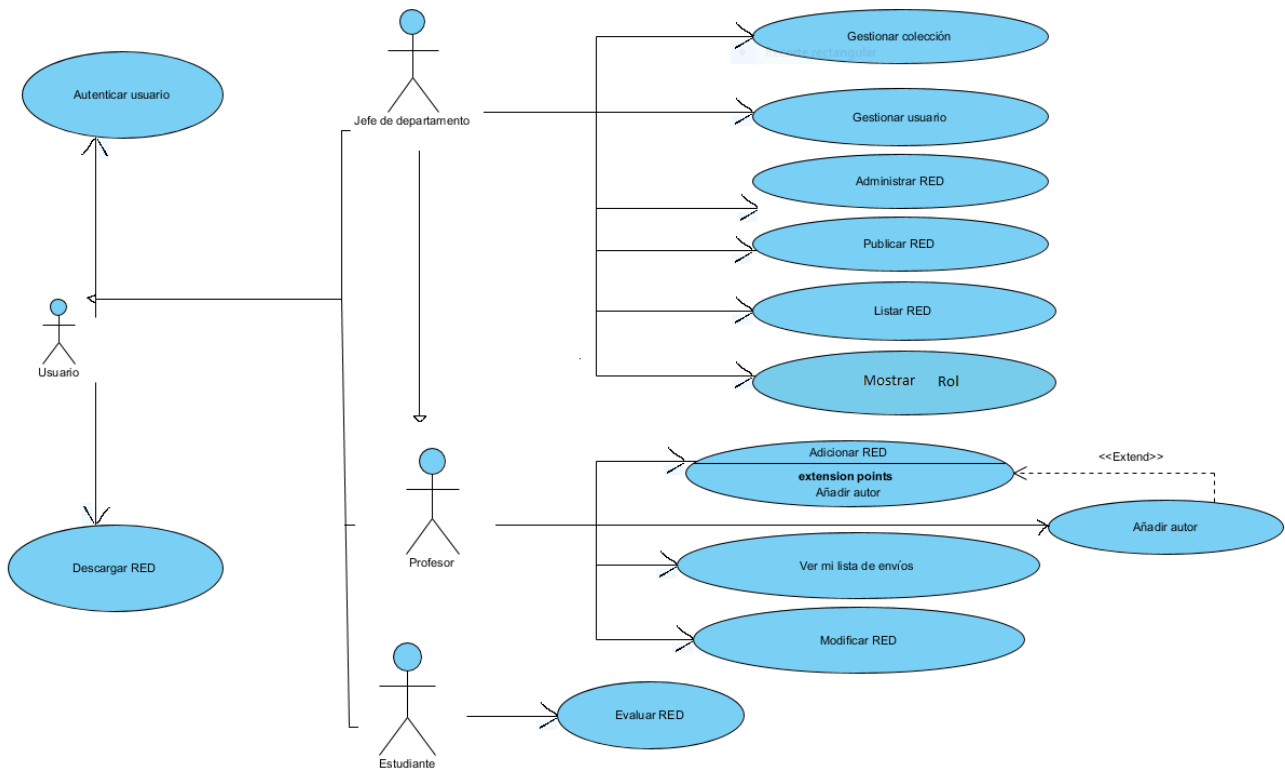 Gestionar colección
rectangular
Autenticar usuario
Jefe de departamento
Gestionar usuario
Administrar RED
Publicar RED
Listar RED
Usuario
Mostrar Rol
Adicionar RED
extension points
Añadir autor
<<Extend>>
Añadir autor
Profesor
Descargar RED
Ver mi lista de envíos
Modificar RED
Evaluar RED
Estudiante